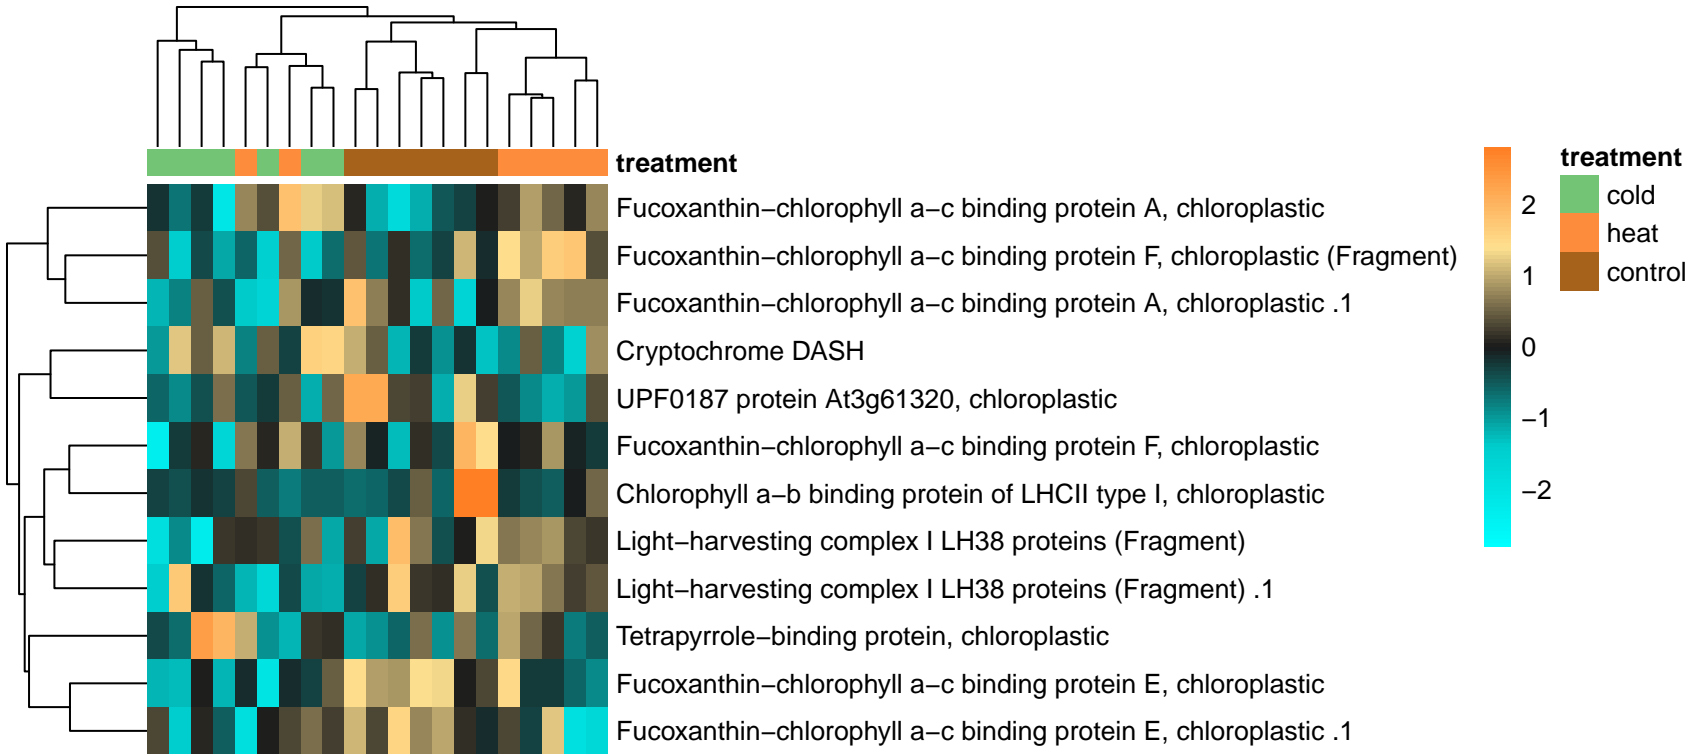 treatment
Fucoxanthin−chlorophyll a−c binding protein A, chloroplastic
Fucoxanthin−chlorophyll a−c binding protein F, chloroplastic (Fragment)
Fucoxanthin−chlorophyll a−c binding protein A, chloroplastic .1
Cryptochrome DASH
UPF0187 protein At3g61320, chloroplastic
Fucoxanthin−chlorophyll a−c binding protein F, chloroplastic
Chlorophyll a−b binding protein of LHCII type I, chloroplastic
Light−harvesting complex I LH38 proteins (Fragment)
Light−harvesting complex I LH38 proteins (Fragment) .1
Tetrapyrrole−binding protein, chloroplastic
Fucoxanthin−chlorophyll a−c binding protein E, chloroplastic
Fucoxanthin−chlorophyll a−c binding protein E, chloroplastic .1
2
1
0
−1
−2
treatment
cold
heat
control